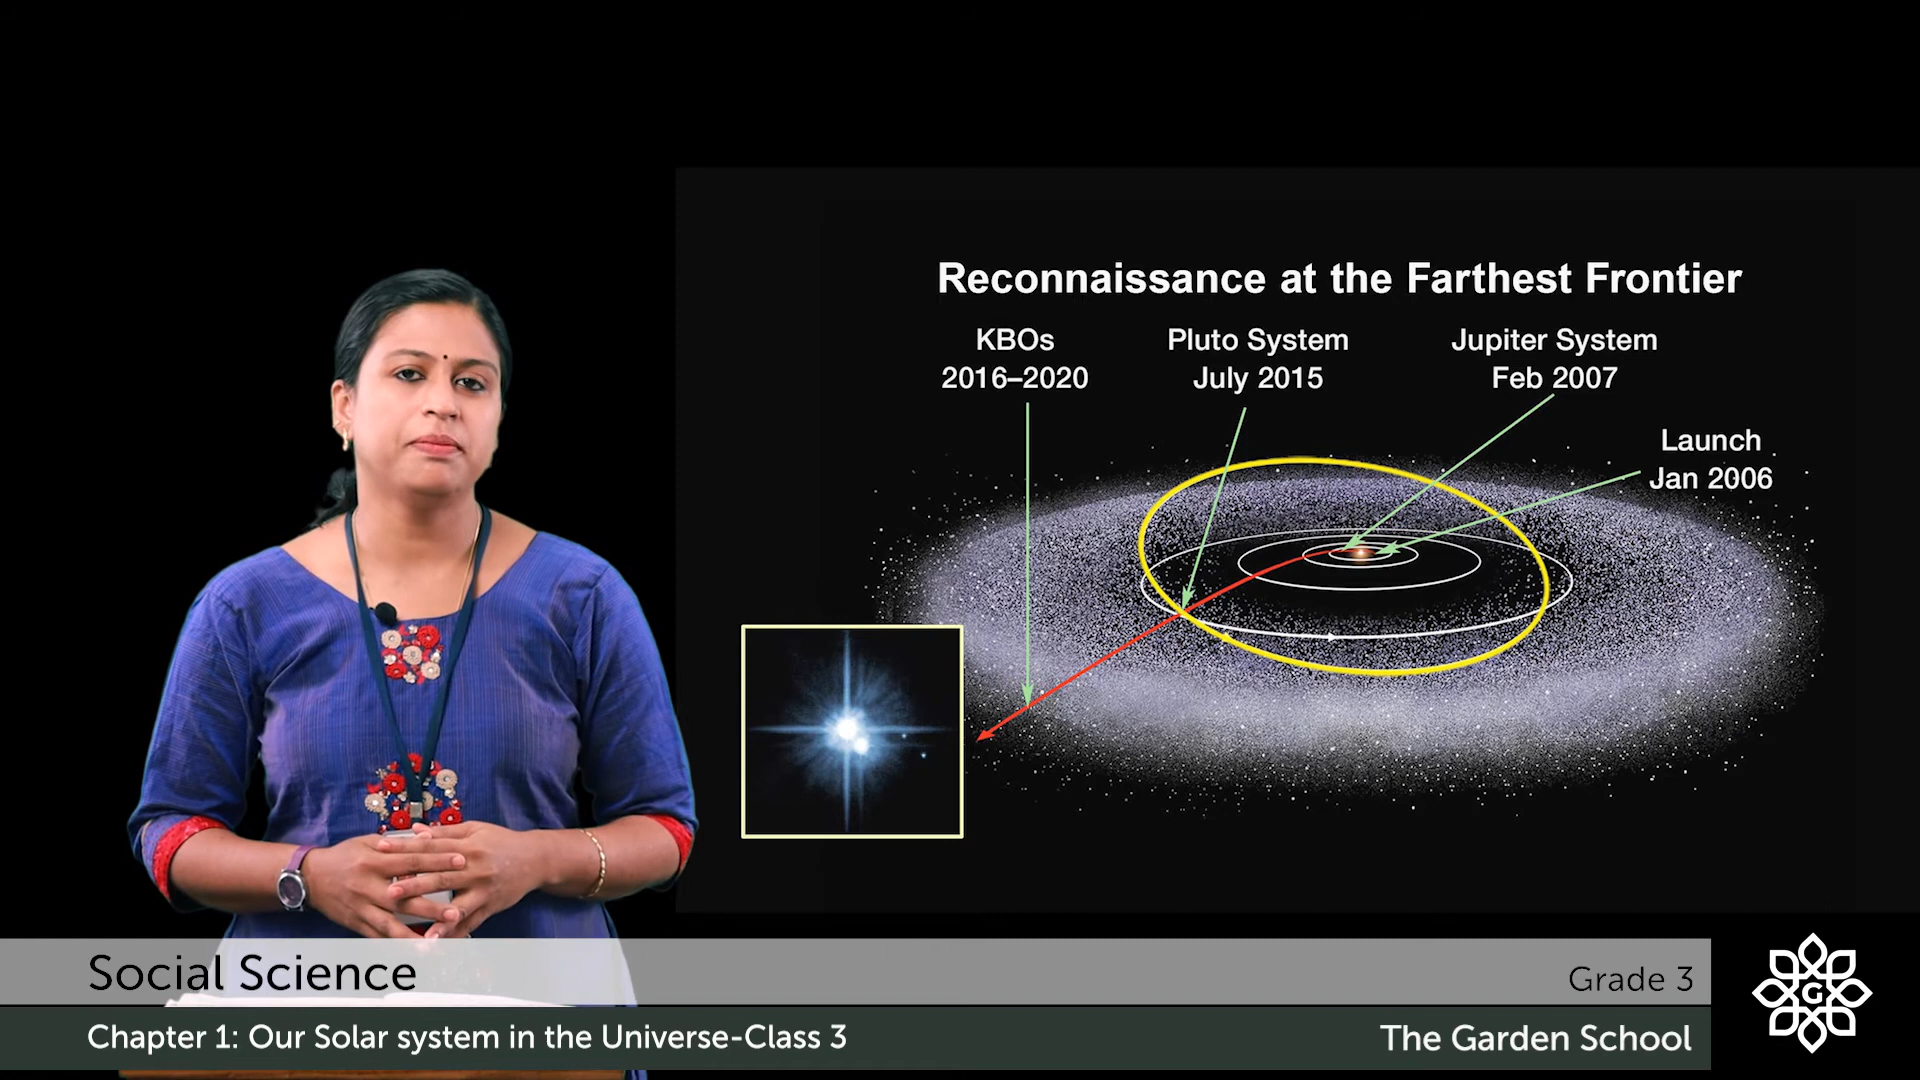 Reconnaissance at the Farthest Frontier
KBOs
2016–2020
Pluto System
July 2015
Jupiter System
Feb 2007
Launch
Jan 2006
Social Science
Grade 3
Chapter 1: Our Solar system in the Universe-Class 3
The Garden School
G